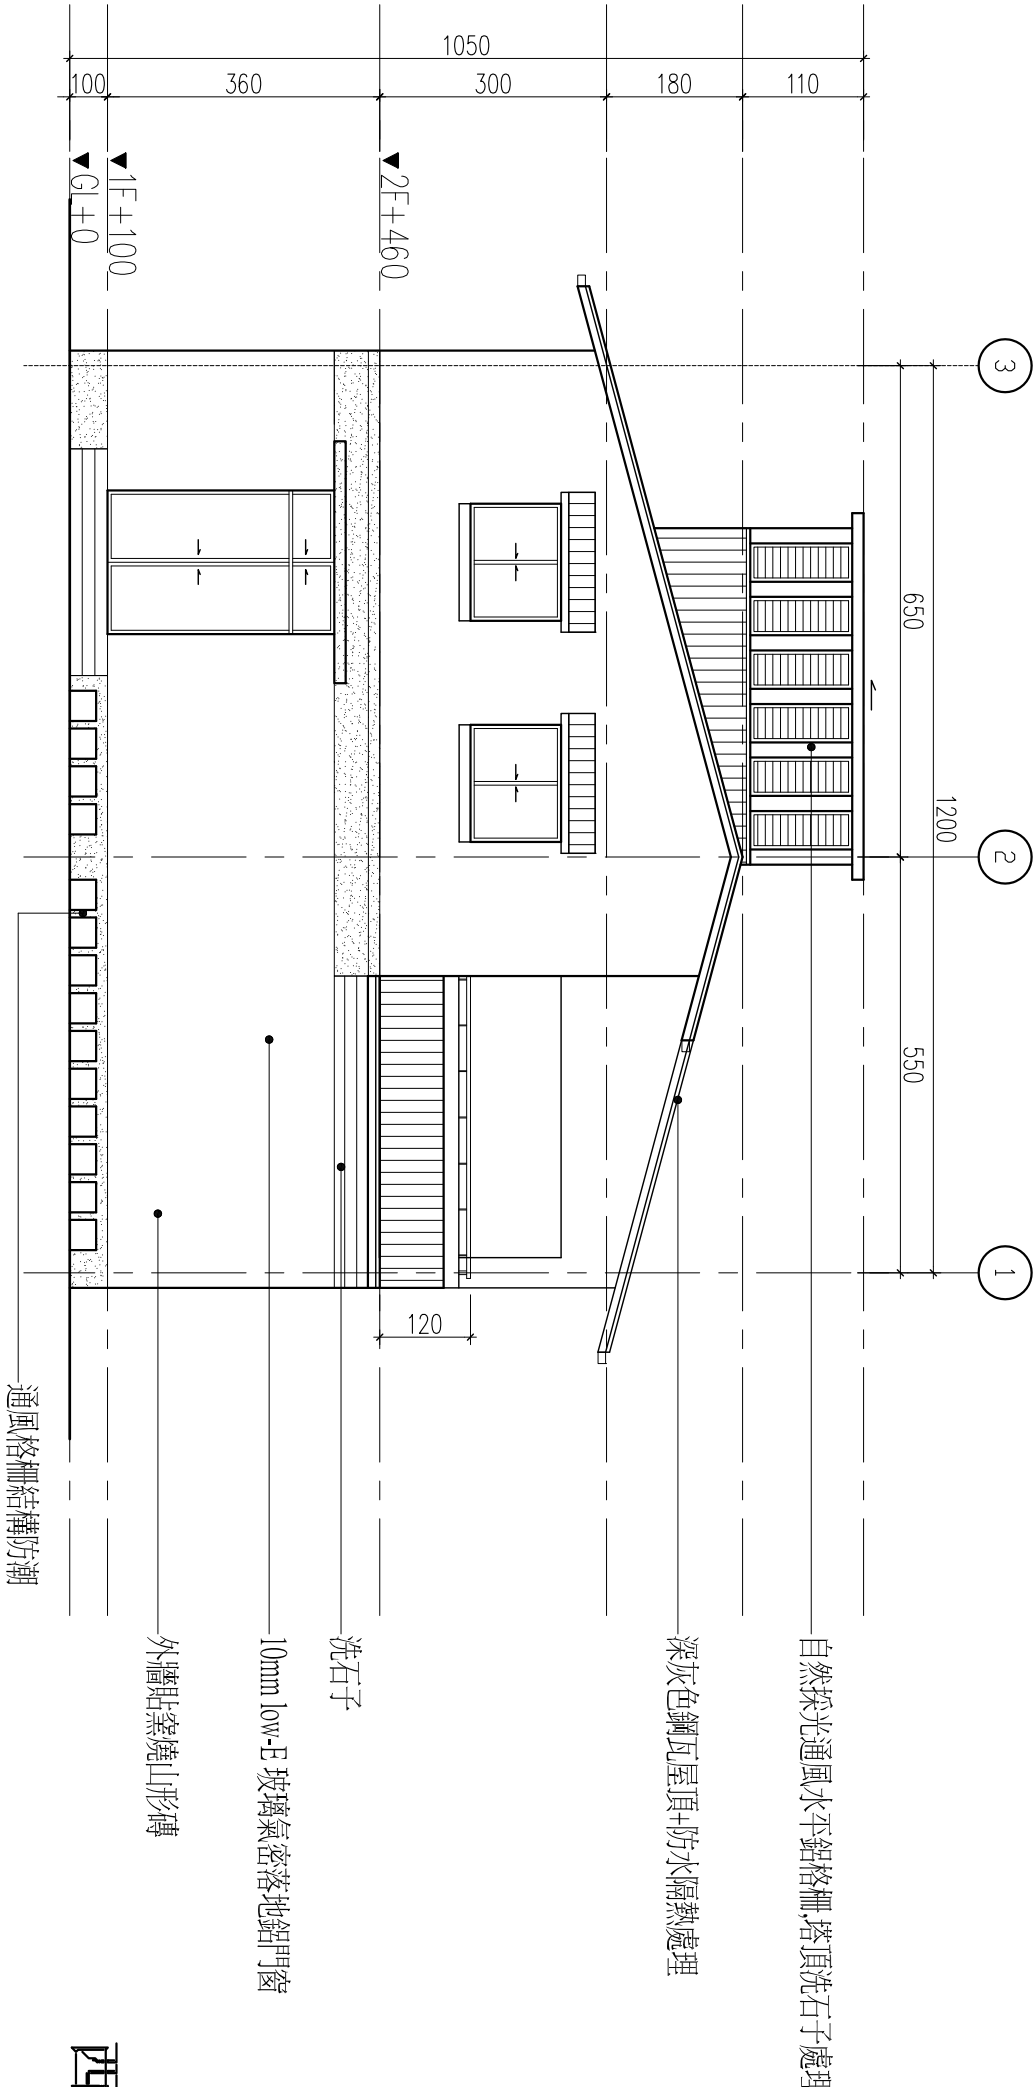 3
2
1
1200
650
550
1050
110
180
300
360
100
120
▼2F+460
▼1F+100
▼GL+0
自然採光通風水平鋁格柵,塔頂洗石子處理
深灰色鋼瓦屋頂+防水隔熱處理
洗石子
10mm low-E 玻璃氣密落地鋁門窗
外牆貼窯燒山形磚
通風格柵結構防潮
西